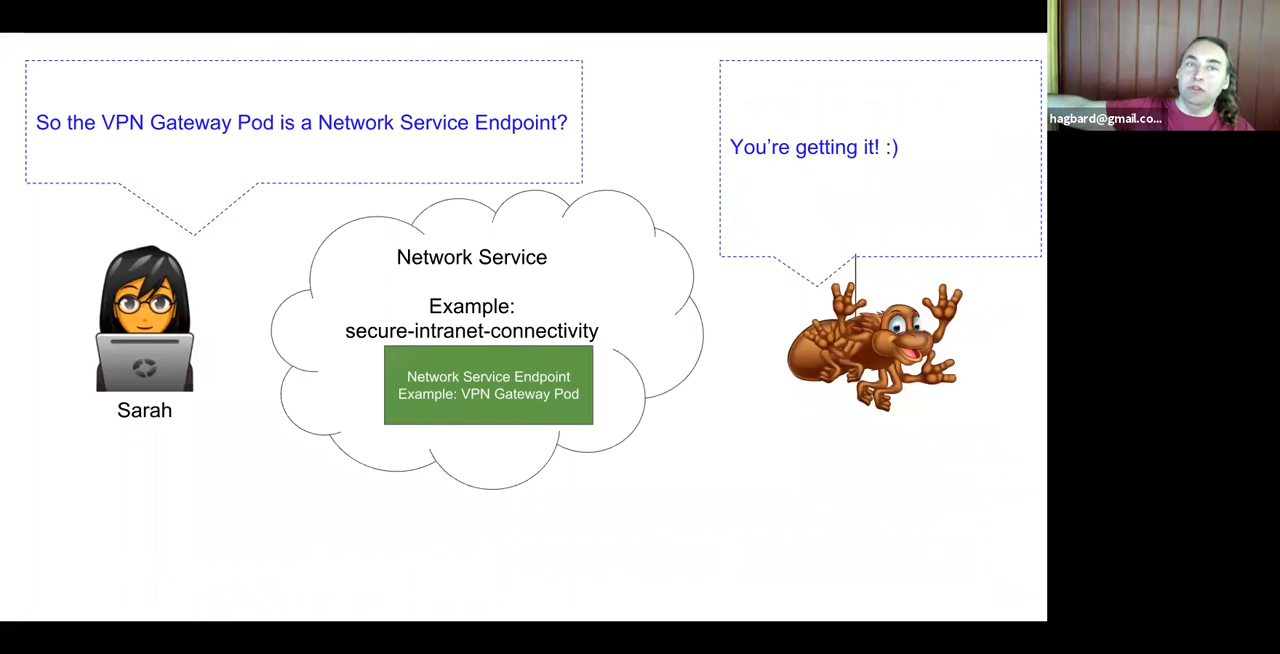 So the VPN Gateway Pod is a Network Service Endpoint?
You’re getting it! :)
hagbard@gmail.co...
Network Service
Example:
secure-intranet-connectivity
Network Service Endpoint
Example: VPN Gateway Pod
Sarah